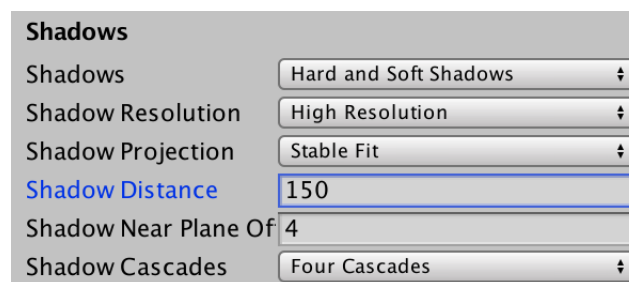 Shadows
Shadows Hard and Soft Shadows
Shadow Resolution High Resolution
Shadow Projection Stable Fit
Shadow Distance 150
Shadow Near Plane Of 4
Shadow Cascades Four Cascades